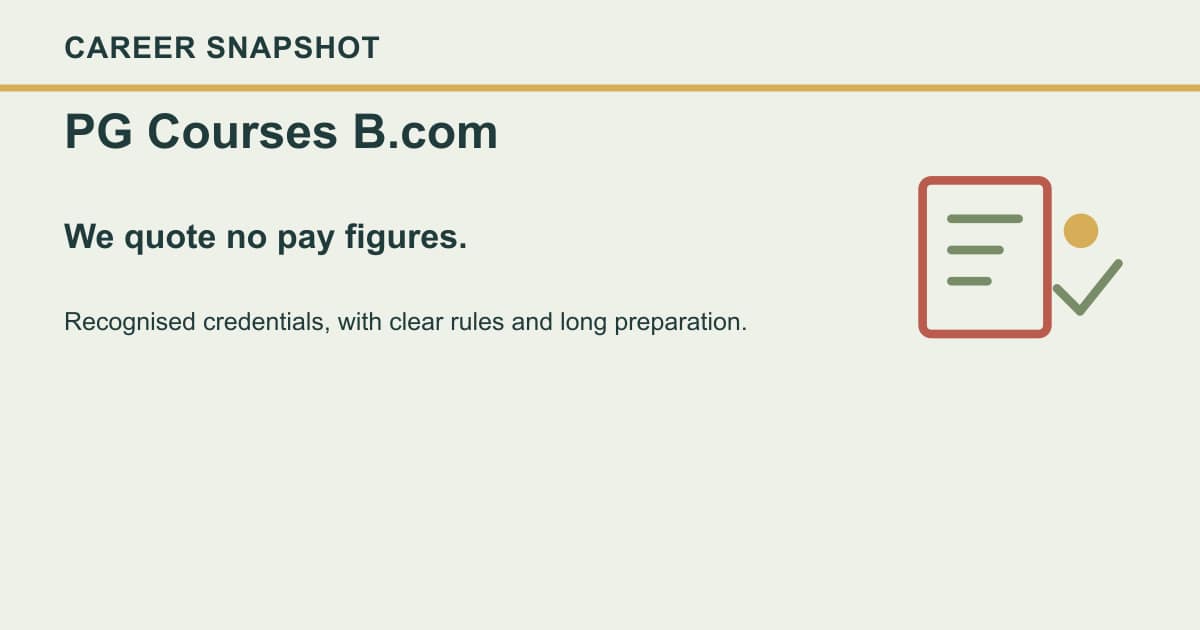 CAREER SNAPSHOT
PG Courses B.com
We quote no pay figures.
Recognised credentials, with clear rules and long preparation.